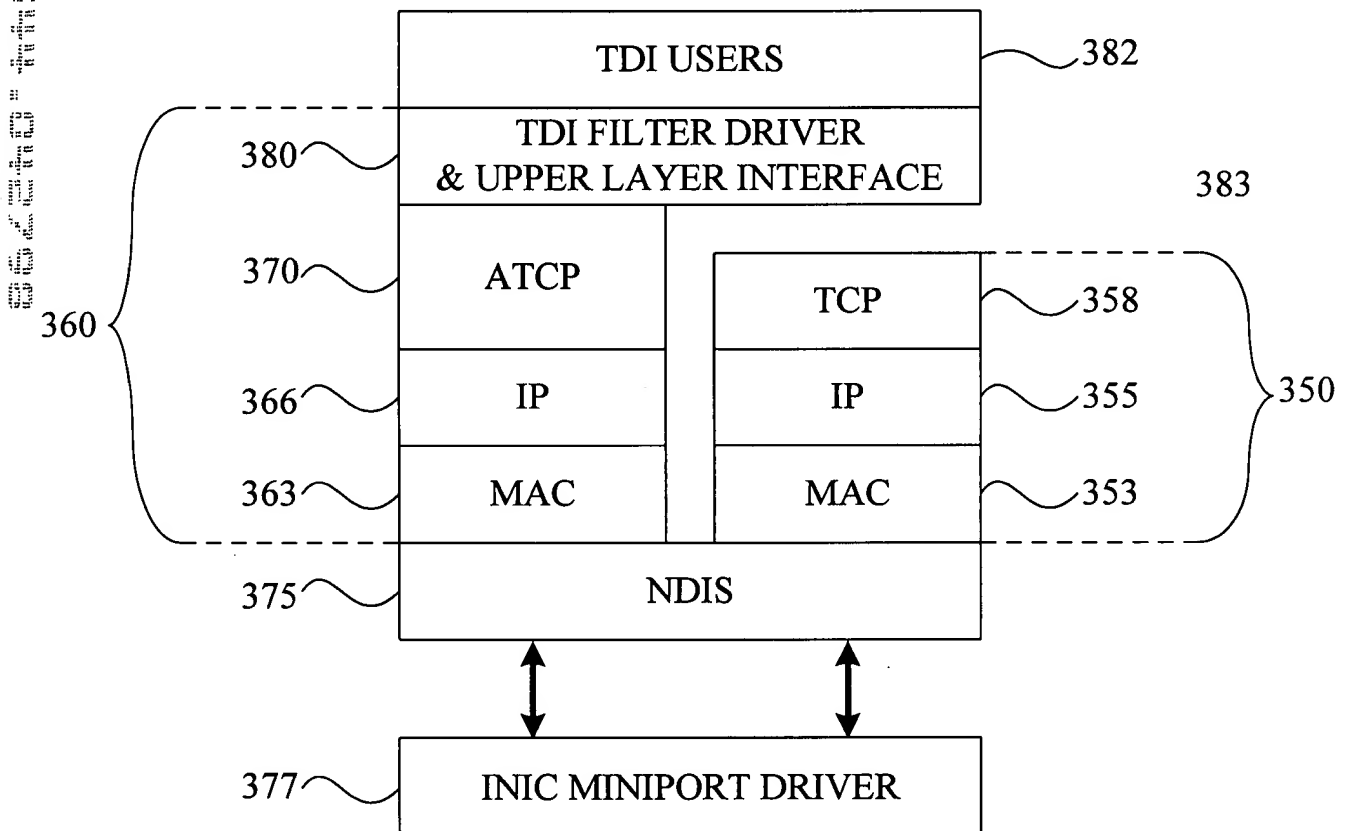 TDI USERS
382
380
TDI FILTER DRIVER
& UPPER LAYER INTERFACE
383
370
ATCP
TCP
358
360
350
366
IP
IP
355
363
MAC
MAC
353
375
NDIS
377
INIC MINIPORT DRIVER